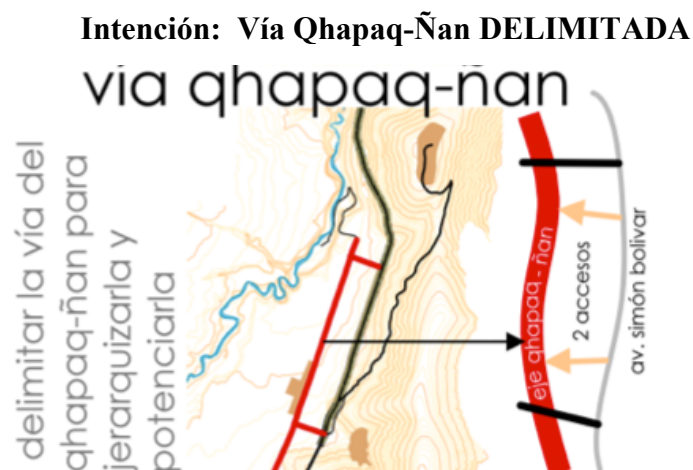 Intención:  Vía Qhapaq-Ñan DELIMITADA
vía qhapaq-ñan
delimitar la vía del
qhapaq-ñan para
jerarquizarla y
potenciarla
eje qhapaq - ñan
2 accesos
av. simón bolivar